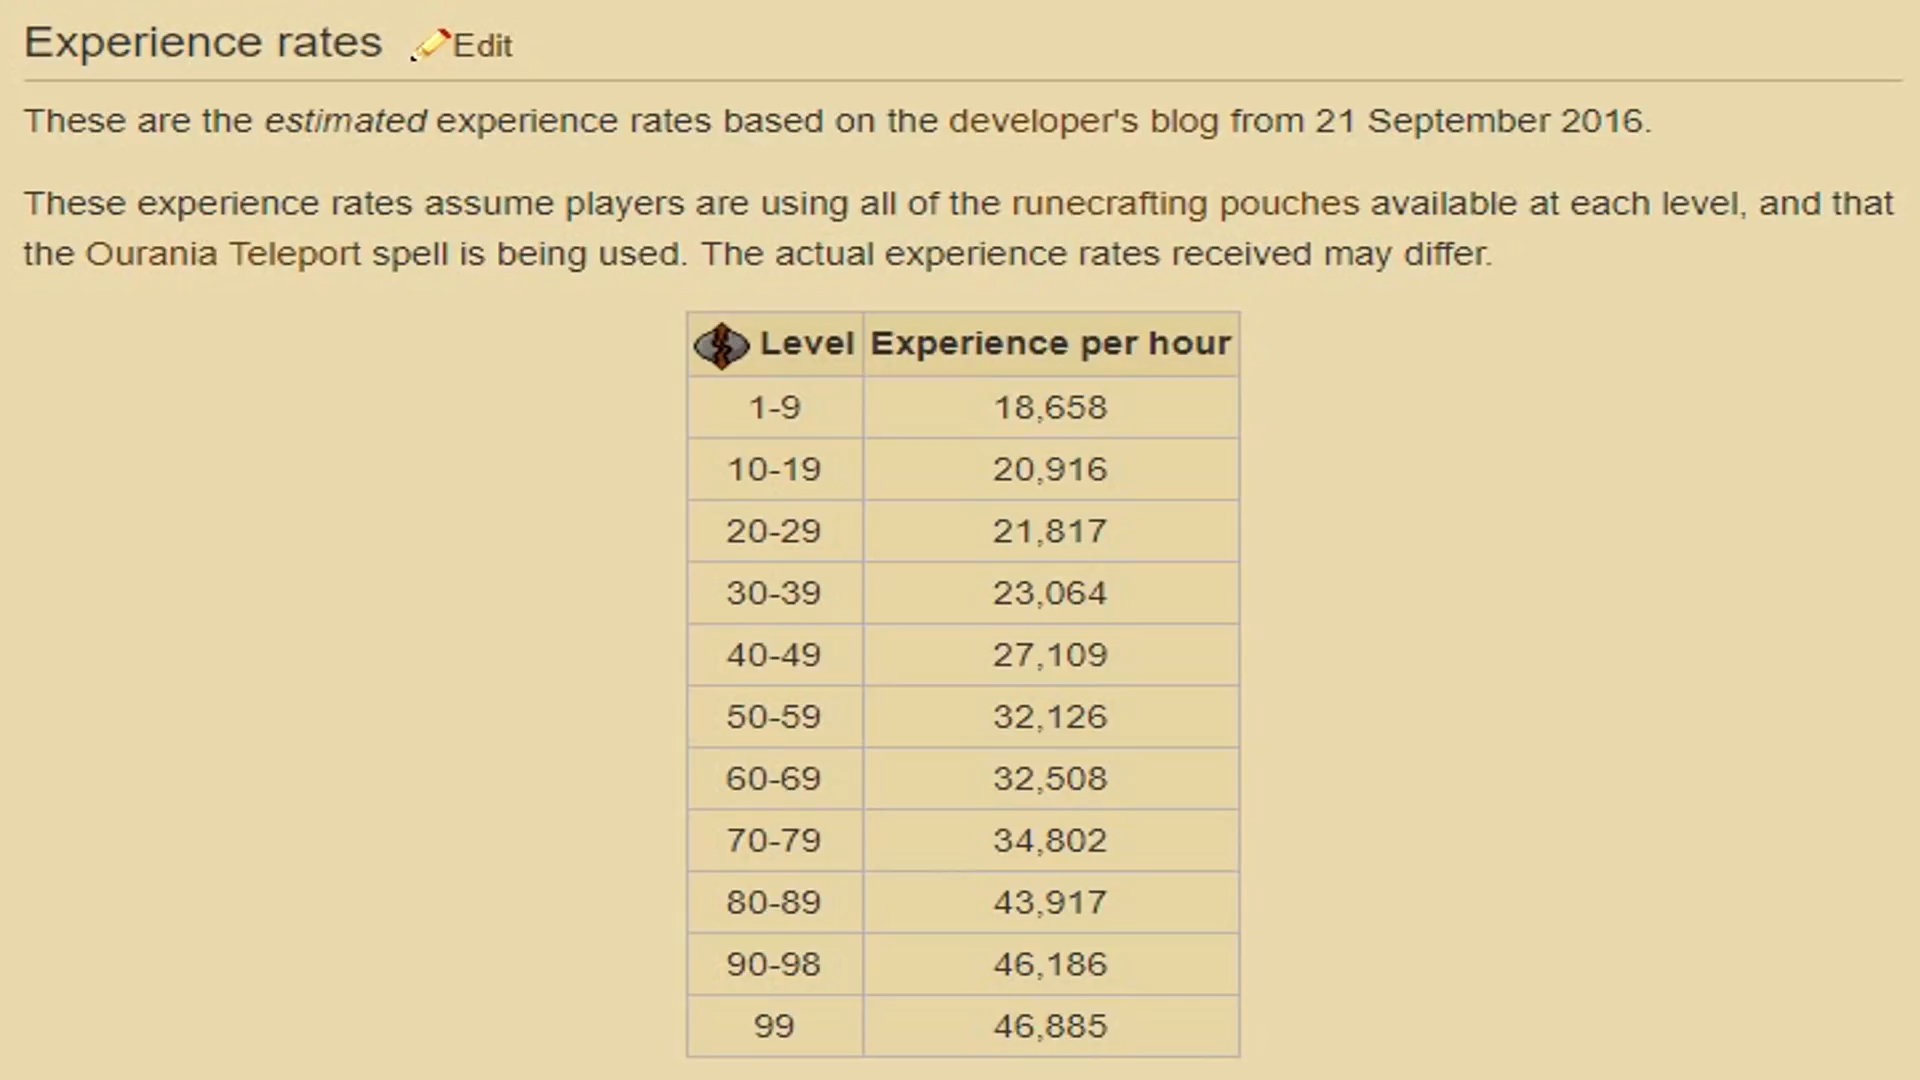 Experience rates Edit
These are the estimated experience rates based on the developer's blog from 21 September 2016.
These experience rates assume players are using all of the runecrafting pouches available at each level, and that
the Ourania Teleport spell is being used. The actual experience rates received may differ.
Level Experience per hour
1-9 18,658
10-19 20,916
20-29 21,817
30-39 23,064
40-49 27,109
50-59 32,126
60-69 32,508
70-79 34,802
80-89 43,917
90-98 46,186
99 46,885